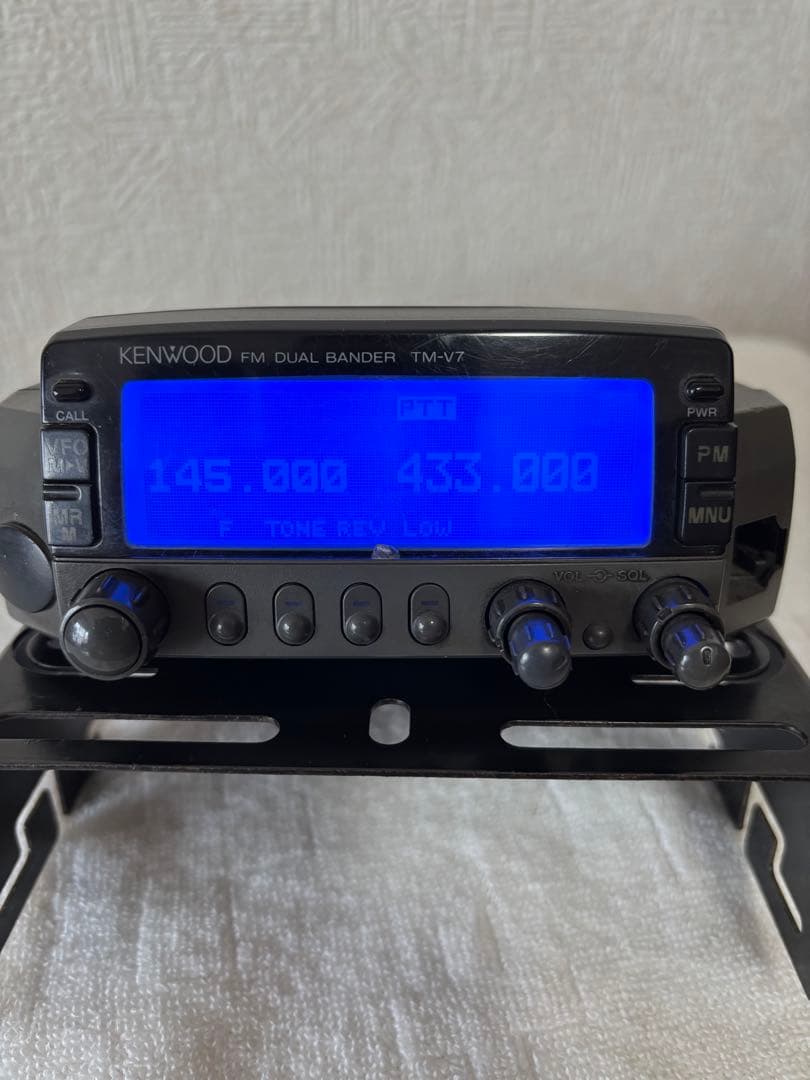 KENWOOD FM DUAL BANDER TM-V7
CALL
PWR
VFO
M▶V
PM
MR
M
MNU
PTT
145.000 433.000
F TONE REV LOW
VOL SQL